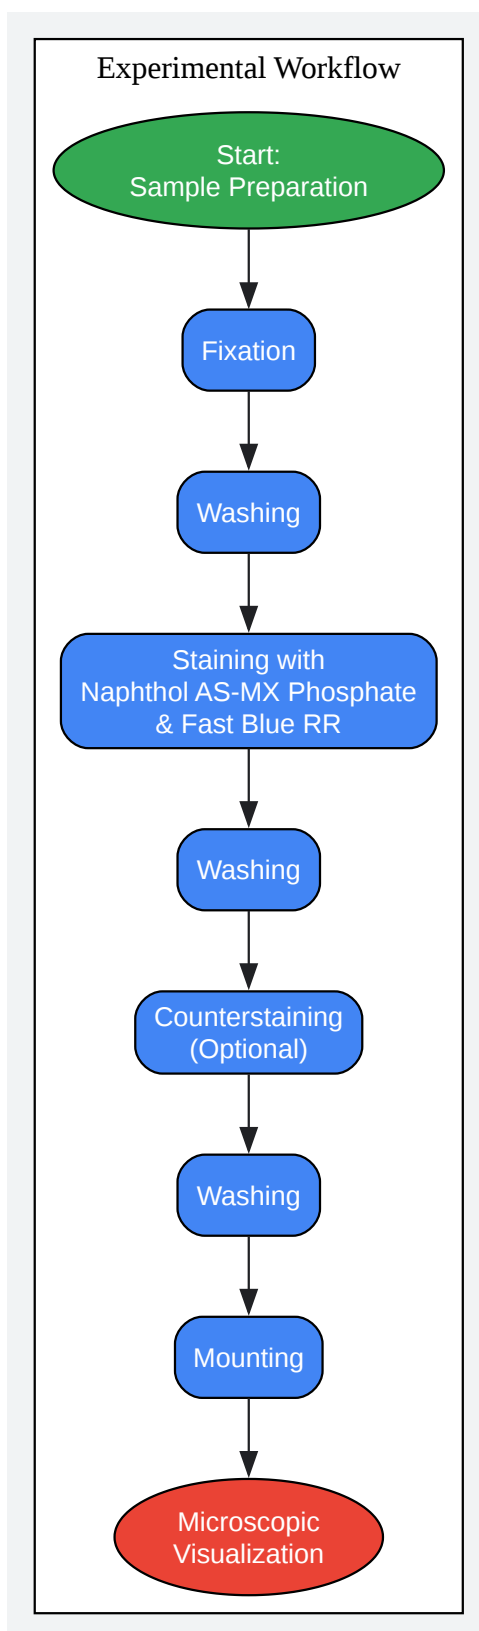 Experimental Workflow
Start:
Sample Preparation
Fixation
Washing
Staining with
Naphthol AS-MX Phosphate
& Fast Blue RR
Washing
Counterstaining
(Optional)
Washing
Mounting
Microscopic
Visualization